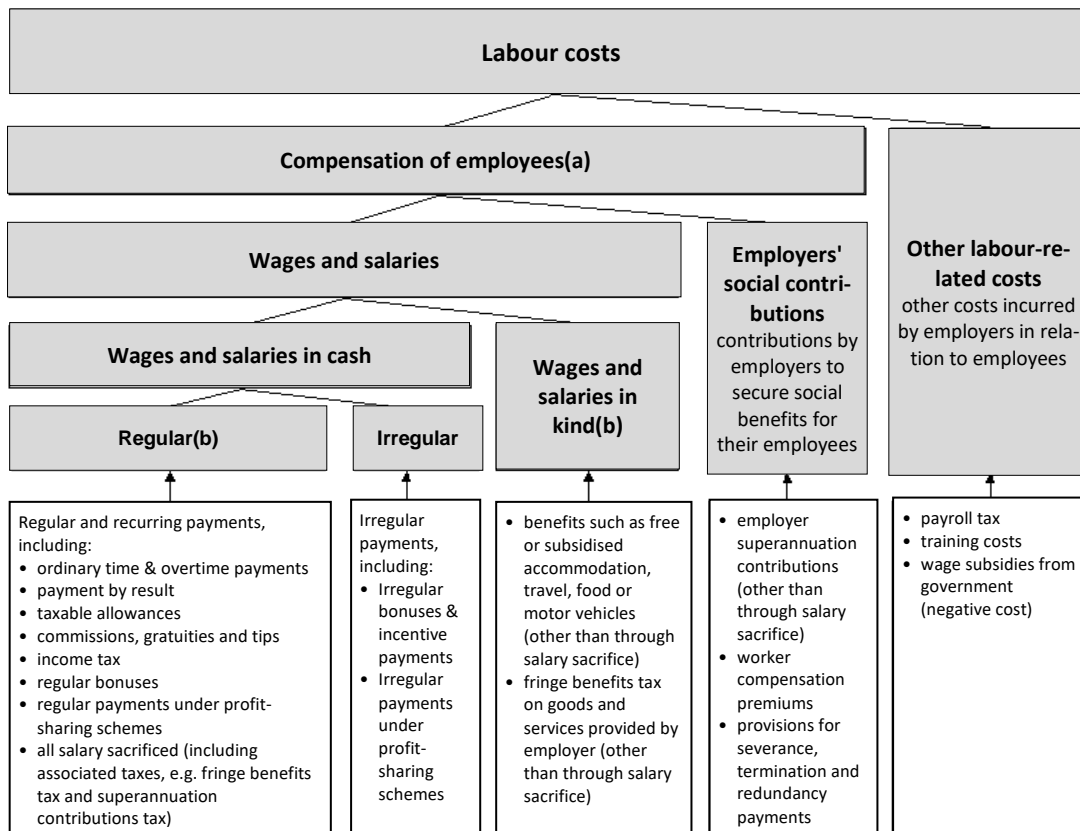 Labour costs
Compensation of employees(a)
Wages and salaries
Employers'
social contri-
butions
contributions by
employers to
secure social
benefits for
their employees
Other labour-re-
lated costs
other costs incurred
by employers in rela-
tion to employees
Wages and salaries in cash
Wages and
salaries in
kind(b)
Regular(b)
Irregular
Regular and recurring payments,
including:
• ordinary time & overtime payments
• payment by result
• taxable allowances
• commissions, gratuities and tips
• income tax
• regular bonuses
• regular payments under profit-
sharing schemes
• all salary sacrificed (including
associated taxes, e.g. fringe benefits
tax and superannuation
contributions tax)
Irregular
payments,
including:
• Irregular
bonuses &
incentive
payments
• Irregular
payments
under
profit-
sharing
schemes
• benefits such as free
or subsidised
accommodation,
travel, food or
motor vehicles
(other than through
salary sacrifice)
• fringe benefits tax
on goods and
services provided by
employer (other
than through salary
sacrifice)
• employer
superannuation
contributions
(other than
through salary
sacrifice)
• worker
compensation
premiums
• provisions for
severance,
termination and
redundancy
payments
• payroll tax
• training costs
• wage subsidies from
government
(negative cost)